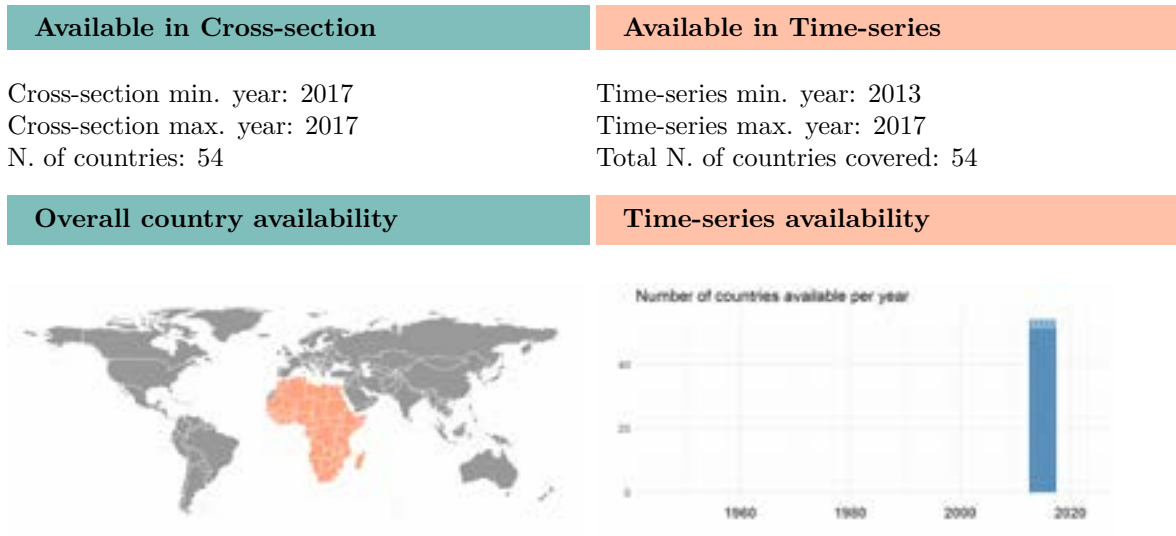 Available in Cross-section
Available in Time-series
Cross-section min. year: 2017
Cross-section max. year: 2017
N. of countries: 54
Time-series min. year: 2013
Time-series max. year: 2017
Total N. of countries covered: 54
Overall country availability
Time-series availability
Number of countries available per year
40
20
0
1960
1980
2000
2020